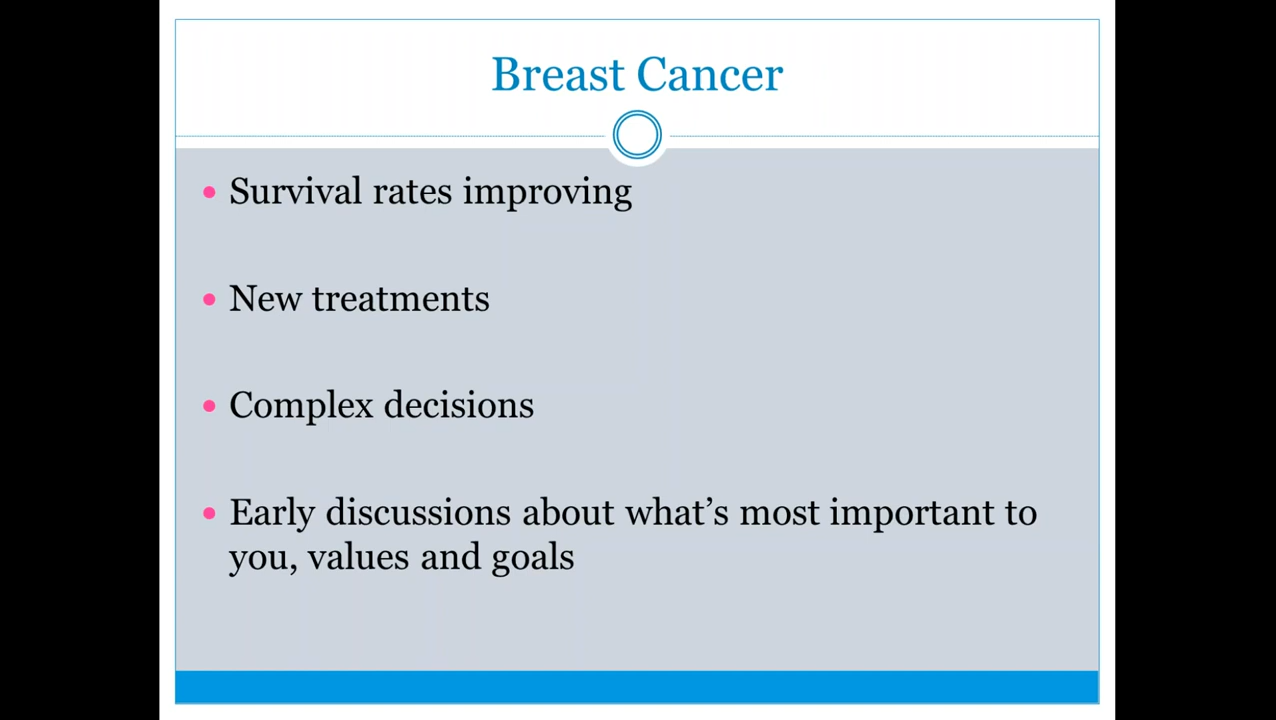 Breast Cancer
• Survival rates improving
• New treatments
• Complex decisions
• Early discussions about what’s most important to
you, values and goals